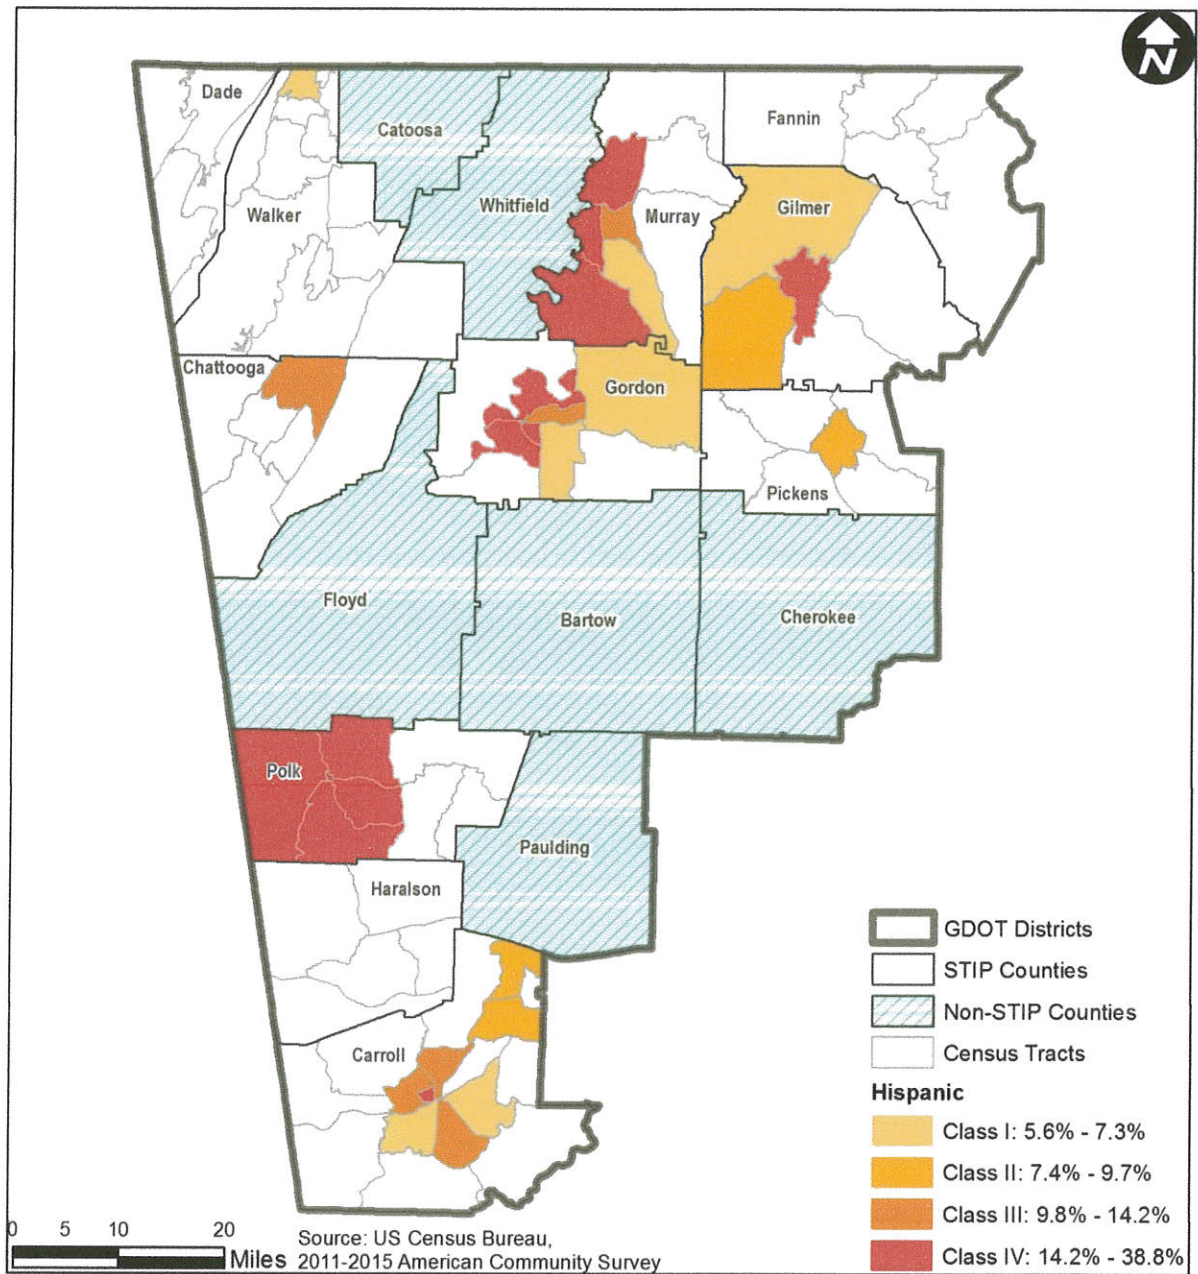 N
Dade
Catoosa
Fannin
Walker
Whitfield
Murray
Gilmer
Chattooga
Gordon
Pickens
Floyd
Bartow
Cherokee
Polk
Paulding
Haralson
Carroll
GDOT Districts
STIP Counties
Non-STIP Counties
Census Tracts
Hispanic
Class I: 5.6% - 7.3%
Class II: 7.4% - 9.7%
Class III: 9.8% - 14.2%
Class IV: 14.2% - 38.8%
0 5 10 20
Miles
Source: US Census Bureau,
2011-2015 American Community Survey